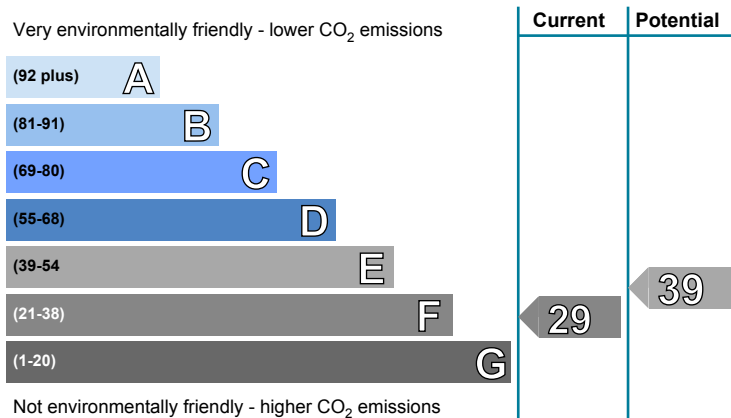 Very environmentally friendly - lower CO₂ emissions
Current
Potential
(92 plus) A
(81-91) B
(69-80) C
(55-68) D
(39-54 E
39
(21-38) F
29
(1-20) G
Not environmentally friendly - higher CO₂ emissions